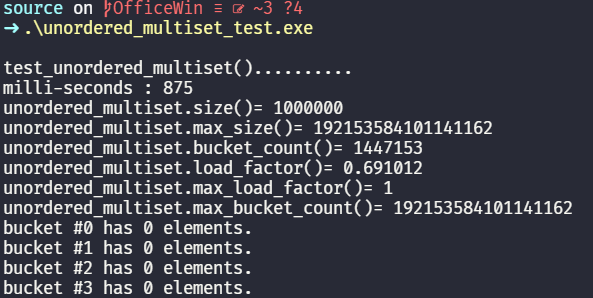 source on OfficeWin ≡ ~3 ?4
➜ .\unordered_multiset_test.exe
test_unordered_multiset()..........
milli-seconds : 875
unordered_multiset.size()= 1000000
unordered_multiset.max_size()= 192153584101141162
unordered_multiset.bucket_count()= 1447153
unordered_multiset.load_factor()= 0.691012
unordered_multiset.max_load_factor()= 1
unordered_multiset.max_bucket_count()= 192153584101141162
bucket #0 has 0 elements.
bucket #1 has 0 elements.
bucket #2 has 0 elements.
bucket #3 has 0 elements.